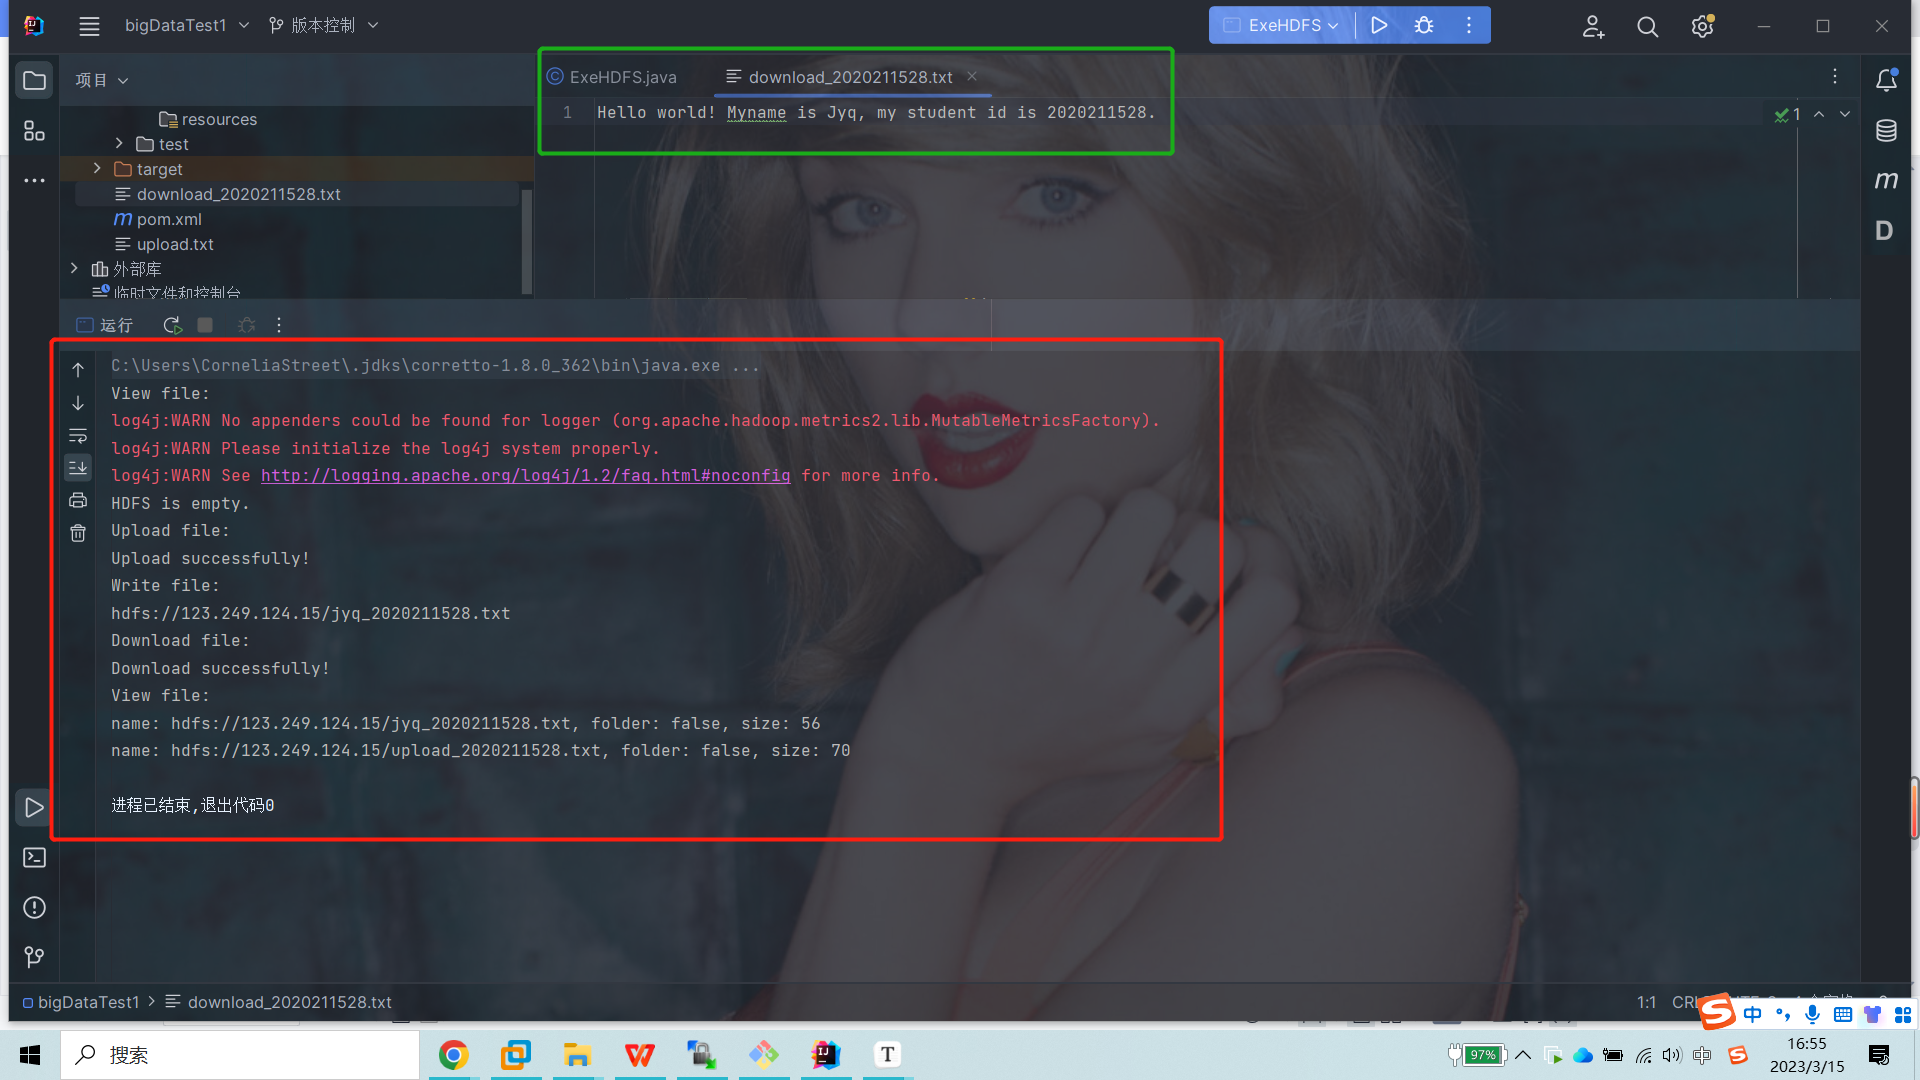 bigDataTest1
版本控制
ExeHDFS
项目
ExeHDFS.java
download_2020211528.txt
resources
test
target
download_2020211528.txt
pom.xml
upload.txt
外部库
临时文件和控制台
1
Hello world! Myname is Jyq, my student id is 2020211528.
1
m
D
运行
C:\Users\CorneliaStreet\.jdks\corretto-1.8.0_362\bin\java.exe ...
View file:
log4j:WARN No appenders could be found for logger (org.apache.hadoop.metrics2.lib.MutableMetricsFactory).
log4j:WARN Please initialize the log4j system properly.
log4j:WARN See http://logging.apache.org/log4j/1.2/faq.html#noconfig for more info.
HDFS is empty.
Upload file:
Upload successfully!
Write file:
hdfs://123.249.124.15/jyq_2020211528.txt
Download file:
Download successfully!
View file:
name: hdfs://123.249.124.15/jyq_2020211528.txt, folder: false, size: 56
name: hdfs://123.249.124.15/upload_2020211528.txt, folder: false, size: 70
进程已结束,退出代码0
bigDataTest1
download_2020211528.txt
1:1
中
搜索
97%
中
16:55
2023/3/15